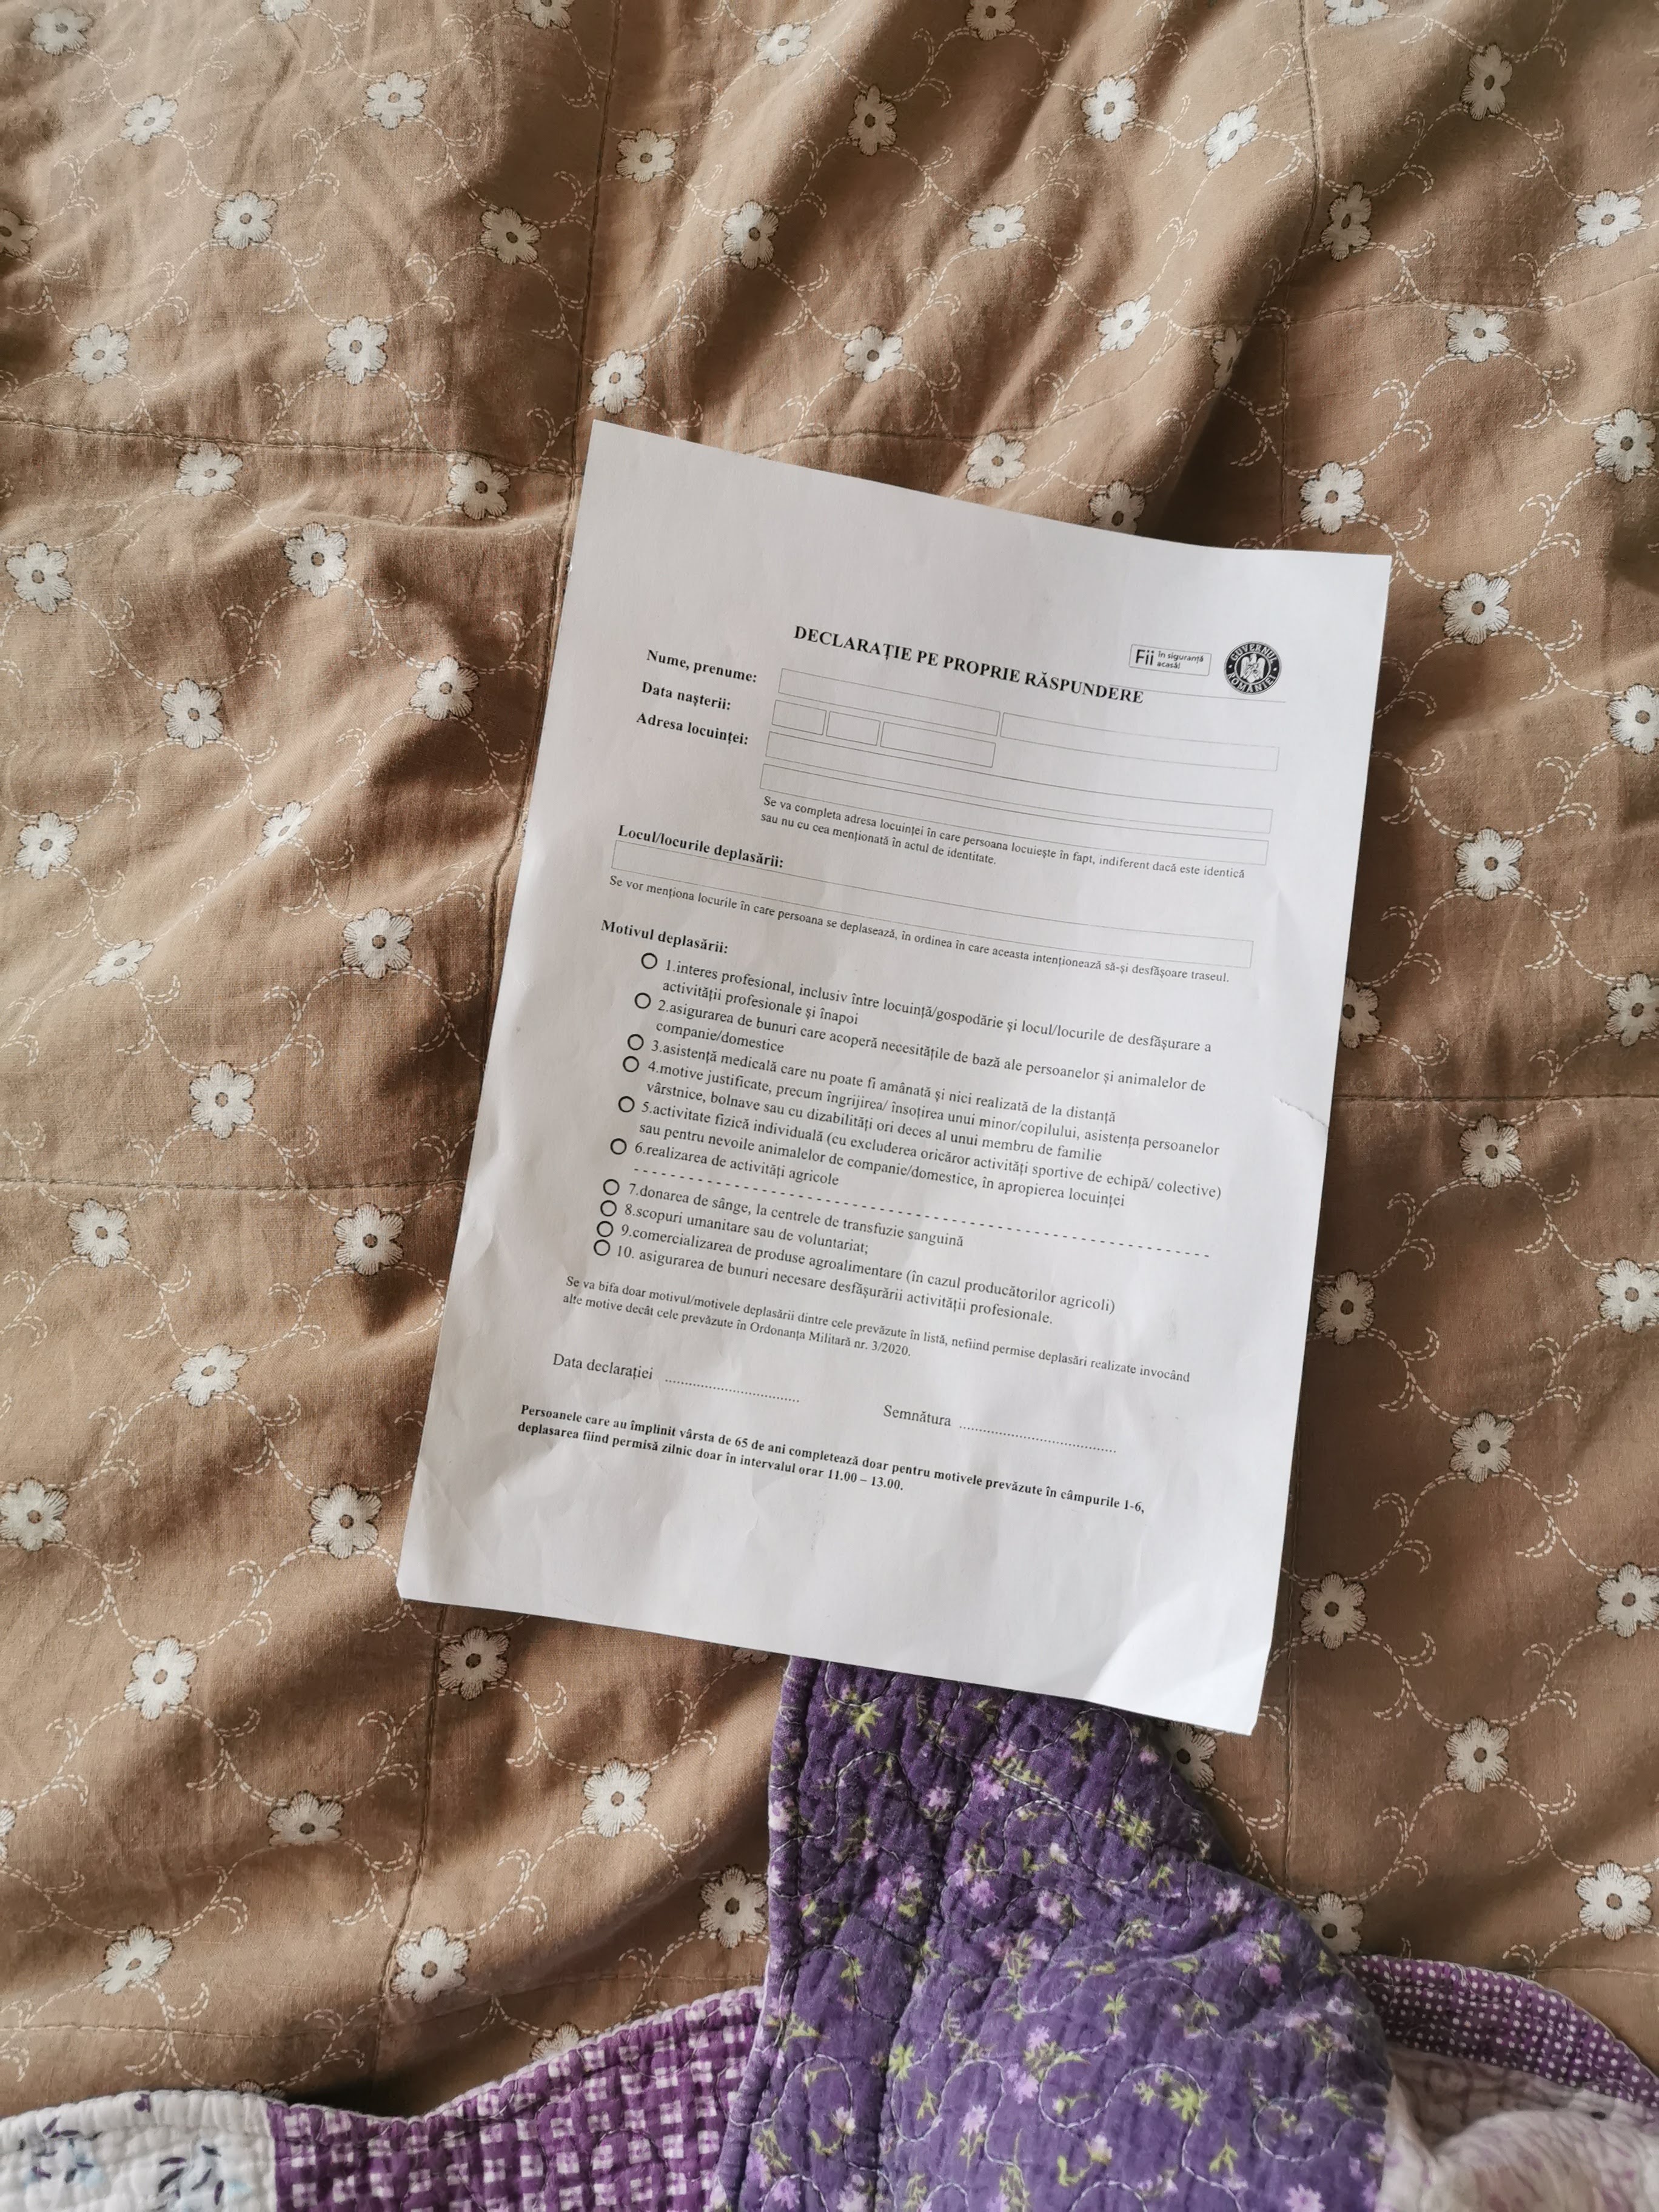 Fii în siguranță
acasă!
GUVERNUL ROMÂNIEI
DECLARAȚIE PE PROPRIE RĂSPUNDERE
Nume, prenume:
Data nașterii:
Adresa locuinței:
Se va completa adresa locuinței în care persoana locuiește în fapt, indiferent dacă este identică
sau nu cu cea menționată în actul de identitate.
Locul/locurile deplasării:
Se vor menționa locurile în care persoana se deplasează, în ordinea în care aceasta intenționează să-și desfășoare traseul.
Motivul deplasării:
1.interes profesional, inclusiv între locuință/gospodărie și locul/locurile de desfășurare a
activității profesionale și înapoi
2.asigurarea de bunuri care acoperă necesitățile de bază ale persoanelor și animalelor de
companie/domestice
3.asistență medicală care nu poate fi amânată și nici realizată de la distanță
4.motive justificate, precum îngrijirea/ însoțirea unui minor/copilului, asistența persoanelor
vârstnice, bolnave sau cu dizabilități ori deces al unui membru de familie
5.activitate fizică individuală (cu excluderea oricăror activități sportive de echipă/ colective)
sau pentru nevoile animalelor de companie/domestice, în apropierea locuinței
6.realizarea de activități agricole
7.donarea de sânge, la centrele de transfuzie sanguină
8.scopuri umanitare sau de voluntariat;
9.comercializarea de produse agroalimentare (în cazul producătorilor agricoli)
10. asigurarea de bunuri necesare desfășurării activității profesionale.
Se va bifa doar motivul/motivele deplasării dintre cele prevăzute în listă, nefiind permise deplasări realizate invocând
alte motive decât cele prevăzute în Ordonanța Militară nr. 3/2020.
Data declarației ..............................
Semnătura ..............................
Persoanele care au împlinit vârsta de 65 de ani completează doar pentru motivele prevăzute în câmpurile 1-6,
deplasarea fiind permisă zilnic doar în intervalul orar 11.00 – 13.00.